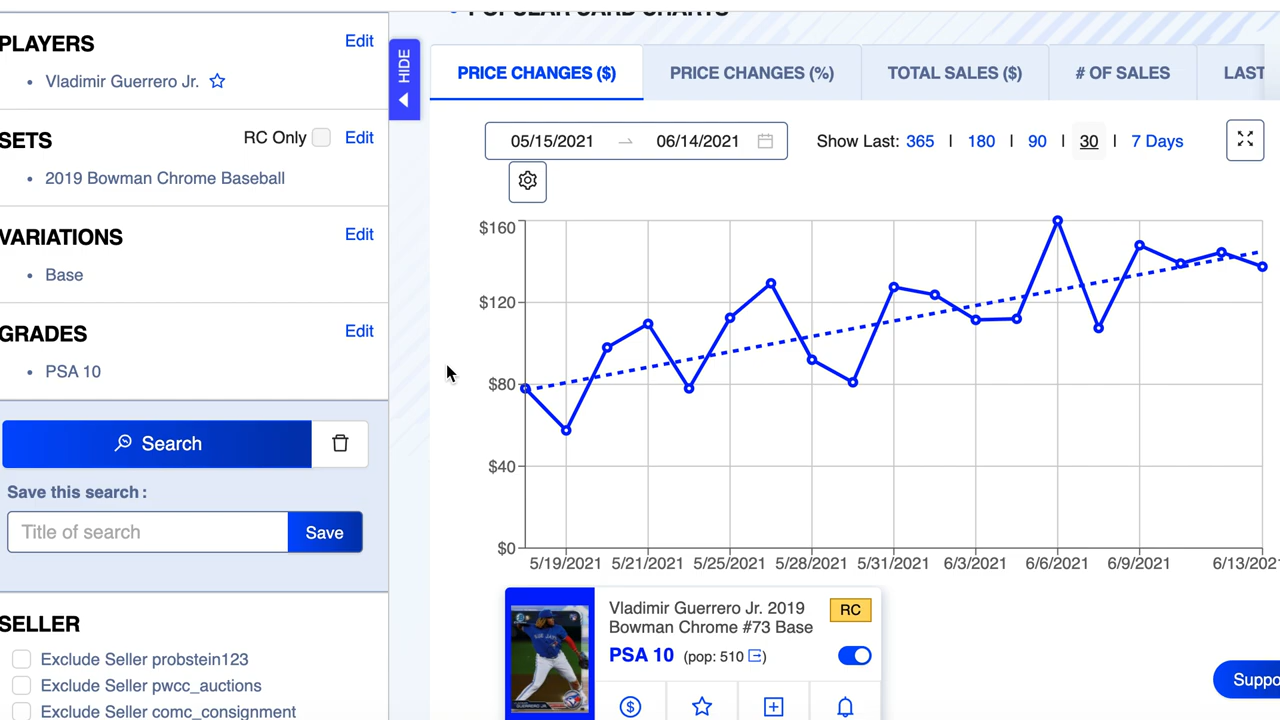 POPULAR CARD CHARTS
PLAYERS Edit
Vladimir Guerrero Jr.
SETS RC Only Edit
2019 Bowman Chrome Baseball
VARIATIONS Edit
Base
GRADES Edit
PSA 10
Search
Save this search :
Title of search Save
SELLER
Exclude Seller probstein123
Exclude Seller pwcc_auctions
Exclude Seller comc_consignment
HIDE
PRICE CHANGES ($) PRICE CHANGES (%) TOTAL SALES ($) # OF SALES LAST
05/15/2021 → 06/14/2021 Show Last: 365 | 180 | 90 | 30 | 7 Days
$160
$120
$80
$40
$0
5/19/2021 5/21/2021 5/25/2021 5/28/2021 5/31/2021 6/3/2021 6/6/2021 6/9/2021 6/13/202
Vladimir Guerrero Jr. 2019 RC
Bowman Chrome #73 Base
PSA 10 (pop: 510)
Suppo